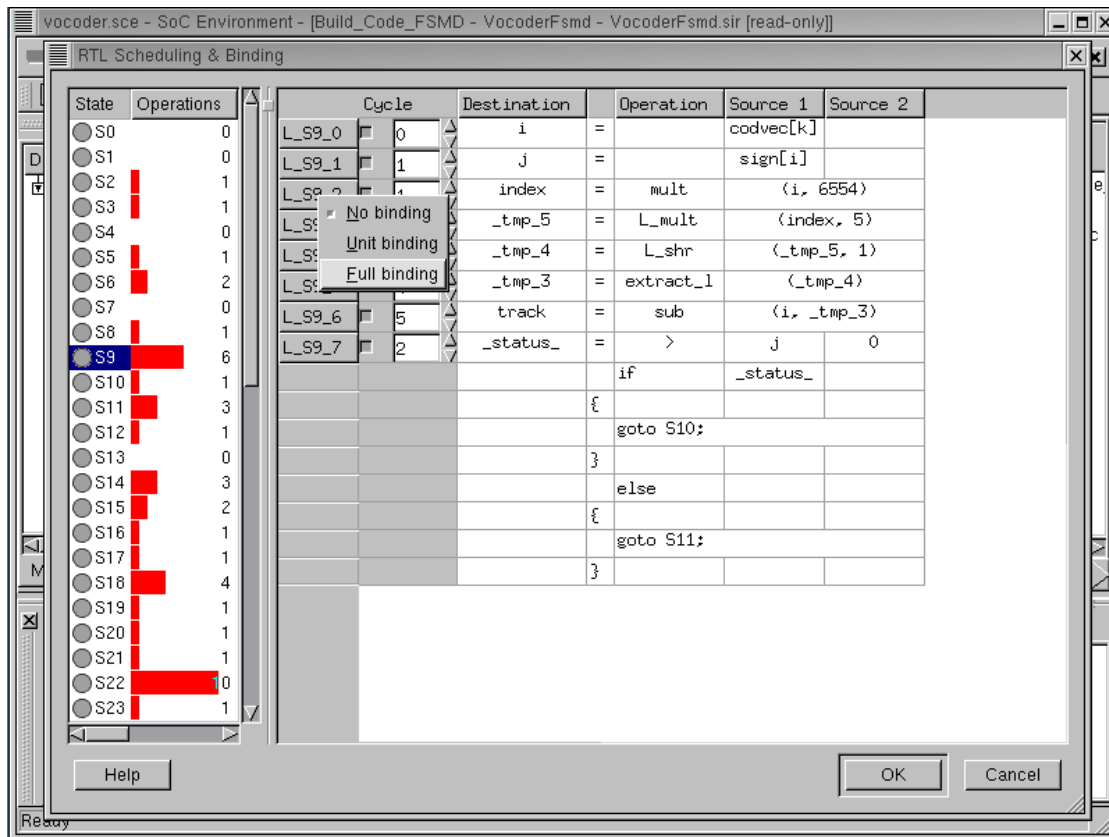 vocoder.sce - SoC Environment - [Build_Code_FSMD - VocoderFsmd - VocoderFsmd.sir [read-only]]
RTL Scheduling & Binding
State Operations Cycle Destination Operation Source 1 Source 2
S0 0
S1 0
S2 1
S3 1
S4 0
S5 1
S6 2
S7 0
S8 1
S9 6
S10 1
S11 3
S12 1
S13 0
S14 3
S15 2
S16 1
S17 1
S18 4
S19 1
S20 1
S21 1
S22 10
S23 1
L_S9_0 0 i = codvec[k]
L_S9_1 1 j = sign[i]
L_S9_2 index = mult (i, 6554)
_tmp_5 = L_mult (index, 5)
_tmp_4 = L_shr (_tmp_5, 1)
_tmp_3 = extract_l (_tmp_4)
L_S9_6 5 track = sub (i, _tmp_3)
L_S9_7 2 _status_ = > j 0
if _status_
{
goto S10;
}
else
{
goto S11;
}
No binding
Unit binding
Full binding
Help OK Cancel
Ready